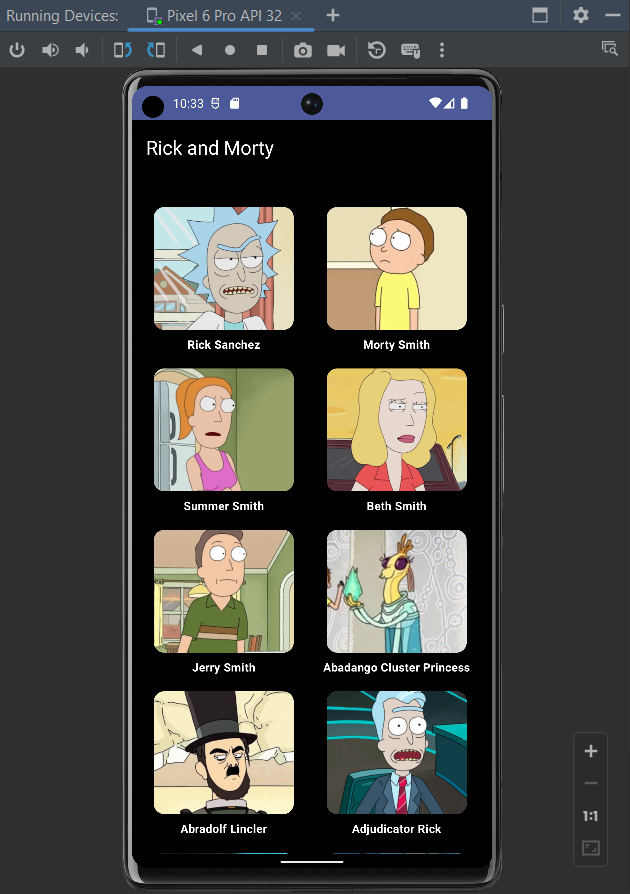 Running Devices: Pixel 6 Pro API 32
1:1
10:33
Rick and Morty
Rick Sanchez Morty Smith
Summer Smith Beth Smith
Jerry Smith Abadango Cluster Princess
Abradolf Lincler Adjudicator Rick